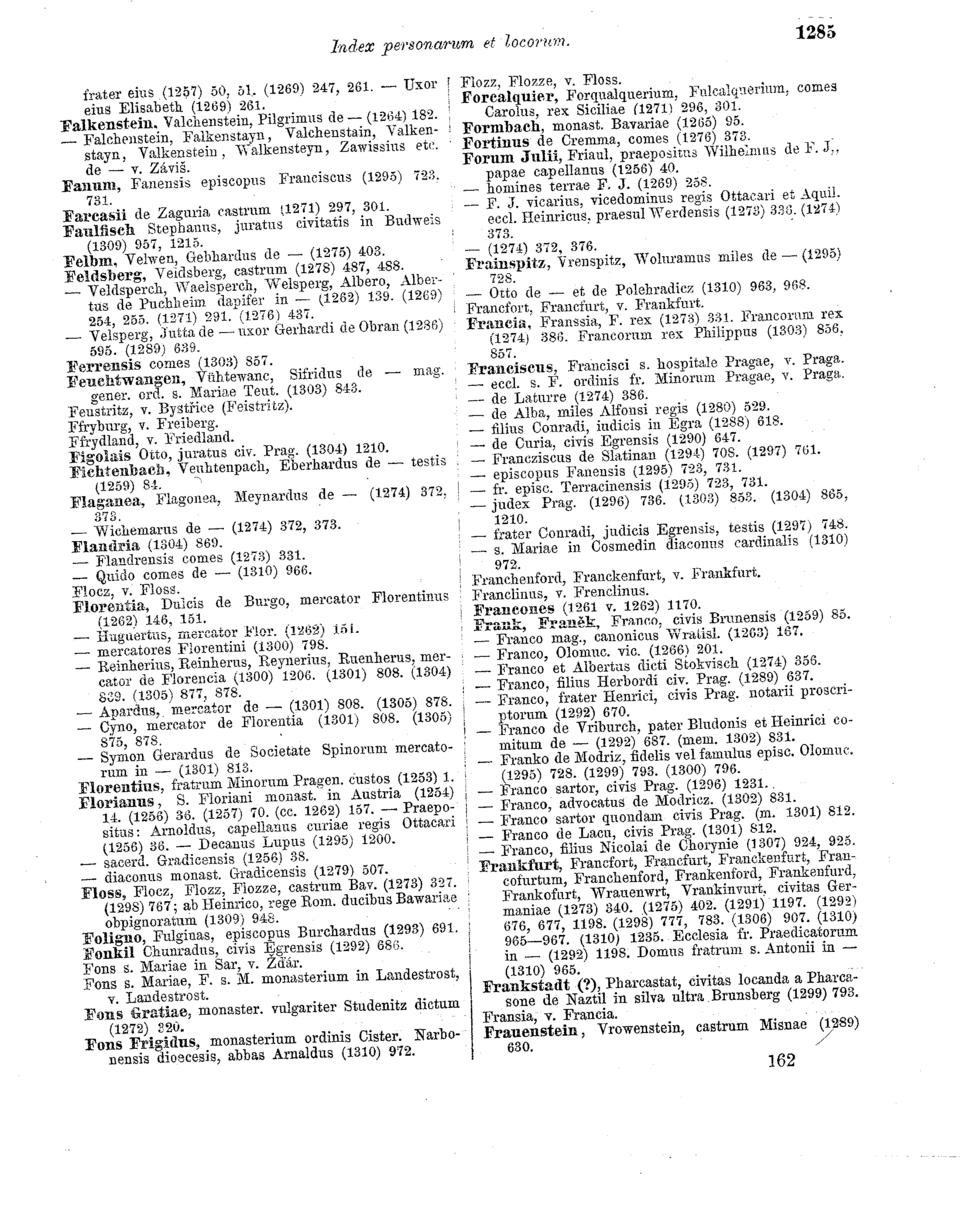 Index personarum et locorum.
1285
frater eius (1257) 50, 51. (1269) 247, 261. — Uxor
eius Elisabeth (1269) 261.
Falkenstein, Valchenstein, Pilgrimus de — (1264) 182.
— Falchenstein, Falkenstayn, Valchenstain, Valken-
stayn, Valkenstein, Walkensteyn, Zawissius etc.
de — v. Záviš.
Fanum, Fanensis episcopus Franciscus (1295) 723,
731.
Farcasii de Zaguria castrum (1271) 297, 301.
Faulfisch Stephanus, juratus civitatis in Budweis
(1309) 957, 1215.
Felbm, Velwen, Gebhardus de — (1275) 403.
Feldsberg, Veidsberg, castrum (1278) 487, 488.
— Veldsperch, Waelsperch, Welsperg, Albero, Alber-
tus de Puchheim dapifer in — (1262) 139. (1269)
254, 255. (1271) 291. (1276) 437.
— Velsperg, Jutta de — uxor Gerhardi de Obran (1286)
595. (1289) 639.
Ferrensis comes (1303) 857.
Feuchtwangen, Vühtewanc, Sifridus de — mag.
gener. ord. s. Mariae Teut. (1303) 843.
Feustritz, v. Bystřice (Feistritz).
Ffryburg, v. Freiberg.
Ffrydland, v. Friedland.
Figolais Otto, juratus civ. Prag. (1304) 1210.
Fichtenbach, Veuhtenpach, Eberhardus de — testis
(1259) 84.
Flaganea, Flagonea, Meynardus de — (1274) 372,
373.
— Wichemarus de — (1274) 372, 373.
Flandria (1304) 869.
— Flandrensis comes (1273) 331.
— Quido comes de — (1310) 966.
Flocz, v. Floss.
Florentia, Dulcis de Burgo, mercator Florentinus
(1262) 146, 151.
— Huguertus, mercator Flor. (1262) 151.
— mercatores Florentini (1300) 798.
— Reinherius, Reinherus, Reynerius, Ruenherus, mer-
cator de Florencia (1300) 1206. (1301) 808. (1304)
839. (1305) 877, 878.
— Apardus, mercator de — (1301) 808. (1305) 878.
— Cyno, mercator de Florentia (1301) 808. (1305)
875, 878.
— Symon Gerardus de Societate Spinorum mercato-
rum in — (1301) 813.
Florentius, fratrum Minorum Pragen. custos (1253) 1.
Florianus, S. Floriani monast. in Austria (1254)
14. (1256) 36. (1257) 70. (cc. 1262) 157. — Praepo-
situs: Arnoldus, capellanus curiae regis Ottacari
(1256) 36. — Decanus Lupus (1295) 1200.
— sacerd. Gradicensis (1256) 38.
— diaconus monast. Gradicensis (1279) 507.
Floss, Flocz, Flozz, Flozze, castrum Bav. (1273) 327.
(1298) 767; ab Heinrico, rege Rom. ducibus Bawariae
obpignoratum (1309) 948.
Foligno, Fulginas, episcopus Burchardus (1293) 691.
Fonkil Chunradus, civis Egrensis (1292) 686.
Fons s. Mariae in Sar, v. Žďár.
Fons s. Mariae, F. s. M. monasterium in Landestrost,
v. Landestrost.
Fons Gratiae, monaster. vulgariter Studenitz dictum
(1272) 320.
Fons Frigidus, monasterium ordinis Cister. Narbo-
nensis dioecesis, abbas Arnaldus (1310) 972.
Flozz, Flozze, v. Floss.
Forcalquier, Forqualquerium, Fulcalquerium, comes
Carolus, rex Siciliae (1271) 296, 301.
Formbach, monast. Bavariae (1265) 95.
Fortinus de Cremma, comes (1276) 373.
Forum Julii, Friaul, praepositus Wilhelmus de F. J.,
papae capellanus (1256) 40.
— homines terrae F. J. (1269) 258.
— F. J. vicarius, vicedominus regis Ottacari et Aquil.
eccl. Heinricus, praesul Werdensis (1273) 336. (1274)
373.
— (1274) 372, 376.
Frainspitz, Vrenspitz, Woluramus miles de — (1295)
728.
— Otto de — et de Polehradicz (1310) 963, 968.
Francfort, Francfurt, v. Frankfurt.
Francia, Franssia, F. rex (1273) 331. Francorum rex
(1274) 386. Francorum rex Philippus (1303) 856,
857.
Franciscus, Francisci s. hospitale Pragae, v. Praga.
— eccl. s. F. ordinis fr. Minorum Pragae, v. Praga.
— de Laturre (1274) 386.
— de Alba, miles Alfonsi regis (1280) 529.
— filius Conradi, iudicis in Egra (1288) 618.
— de Curia, civis Egrensis (1290) 647.
— Francziscus de Slatinan (1294) 708. (1297) 761.
— episcopus Fanensis (1295) 723, 731.
— fr. episc. Terracinensis (1295) 723, 731.
— judex Prag. (1296) 736. (1303) 853. (1304) 865,
1210.
— frater Conradi, judicis Egrensis, testis (1297) 748.
— s. Mariae in Cosmedin diaconus cardinalis (1310)
972.
Franchenford, Franckenfurt, v. Frankfurt.
Franclinus, v. Frenclinus.
Francones (1261 v. 1262) 1170.
Frank, Franěk, Franco, civis Brunensis (1259) 85.
— Franco mag., canonicus Wratisl. (1263) 167.
— Franco, Olomuc. vic. (1266) 201.
— Franco et Albertus dicti Stokvisch (1274) 356.
— Franco, filius Herbordi civ. Prag. (1289) 637.
— Franco, frater Henrici, civis Prag. notarii proscri-
ptorum (1292) 670.
— Franco de Vriburch, pater Bludonis et Heinrici co-
mitum de — (1292) 687. (mem. 1302) 831.
— Franko de Modriz, fidelis vel famulus episc. Olomuc.
(1295) 728. (1299) 793. (1300) 796.
— Franco sartor, civis Prag. (1296) 1231.
— Franco, advocatus de Modricz. (1302) 831.
— Franco sartor quondam civis Prag. (m. 1301) 812.
— Franco de Lacu, civis Prag. (1301) 812.
— Franco, filius Nicolai de Chorynie (1307) 924, 925.
Frankfurt, Francfort, Francfurt, Franckenfurt, Fran-
cofurtum, Franchenford, Frankenford, Frankenfurd,
Frankofurt, Wrauenwrt, Vrankinvurt, civitas Ger-
maniae (1273) 340. (1275) 402. (1291) 1197. (1292)
676, 677, 1198. (1298) 777, 783. (1306) 907. (1310)
965—967. (1310) 1235. Ecclesia fr. Praedicatorum
in — (1292) 1198. Domus fratrum s. Antonii in —
(1310) 965.
Frankstadt (?), Pharcastat, civitas locanda a Pharca-
sone de Naztil in silva ultra Brunsberg (1299) 793.
Fransia, v. Francia.
Frauenstein, Vrowenstein, castrum Misnae (1289)
630.
162